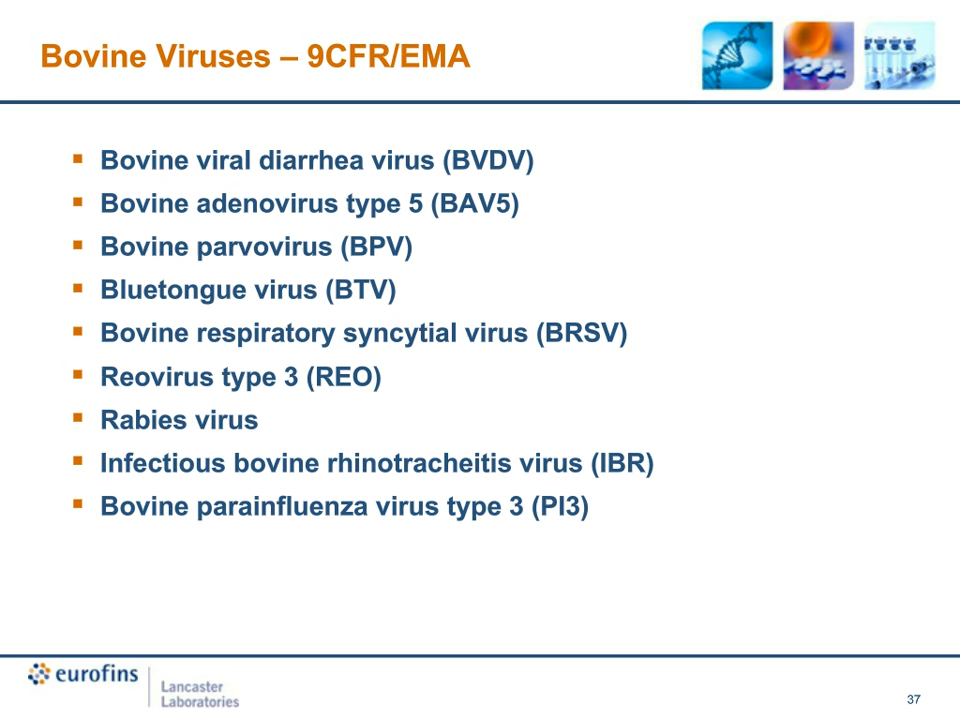 Bovine Viruses – 9CFR/EMA
▪ Bovine viral diarrhea virus (BVDV)
▪ Bovine adenovirus type 5 (BAV5)
▪ Bovine parvovirus (BPV)
▪ Bluetongue virus (BTV)
▪ Bovine respiratory syncytial virus (BRSV)
▪ Reovirus type 3 (REO)
▪ Rabies virus
▪ Infectious bovine rhinotracheitis virus (IBR)
▪ Bovine parainfluenza virus type 3 (PI3)
eurofins
Lancaster
Laboratories
37